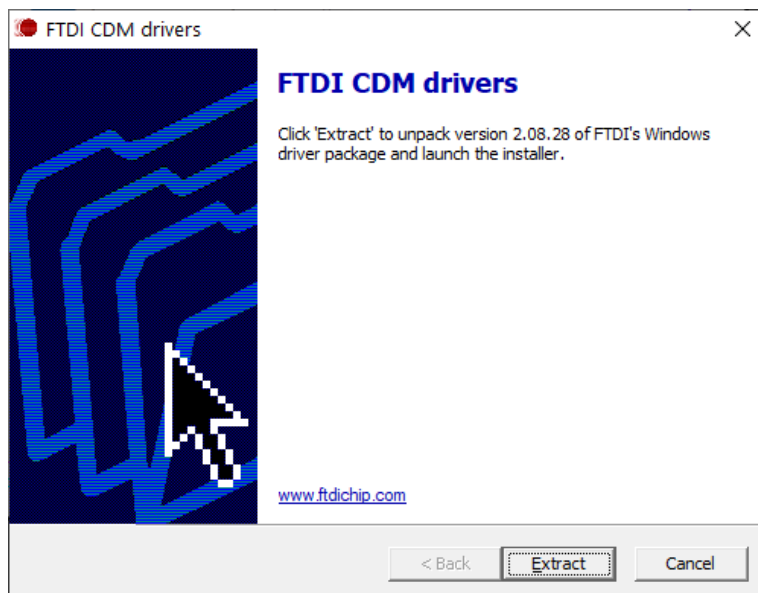 FTDI CDM drivers
FTDI CDM drivers
Click 'Extract' to unpack version 2.08.28 of FTDI's Windows
driver package and launch the installer.
www.ftdichip.com
< Back
Extract
Cancel